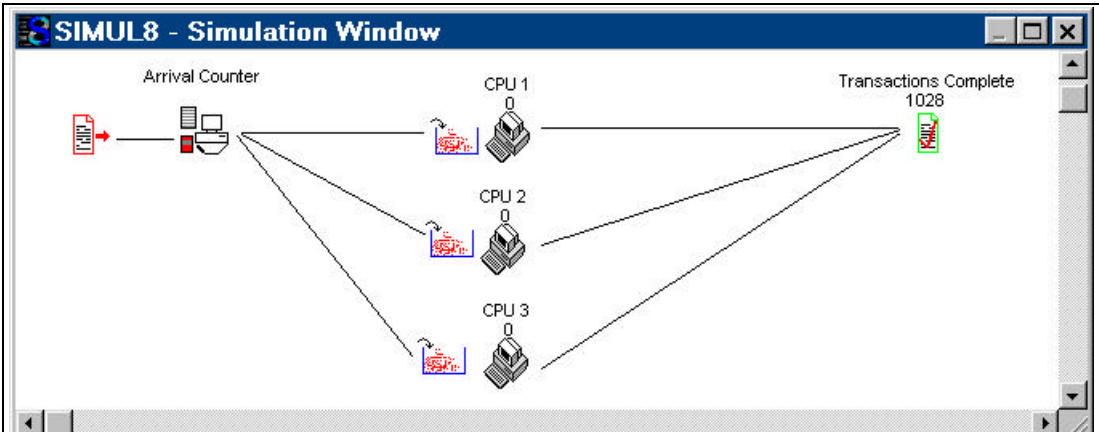 SIMUL8 - Simulation Window
Arrival Counter
CPU 1
0
Transactions Complete
1028
CPU 2
0
CPU 3
0